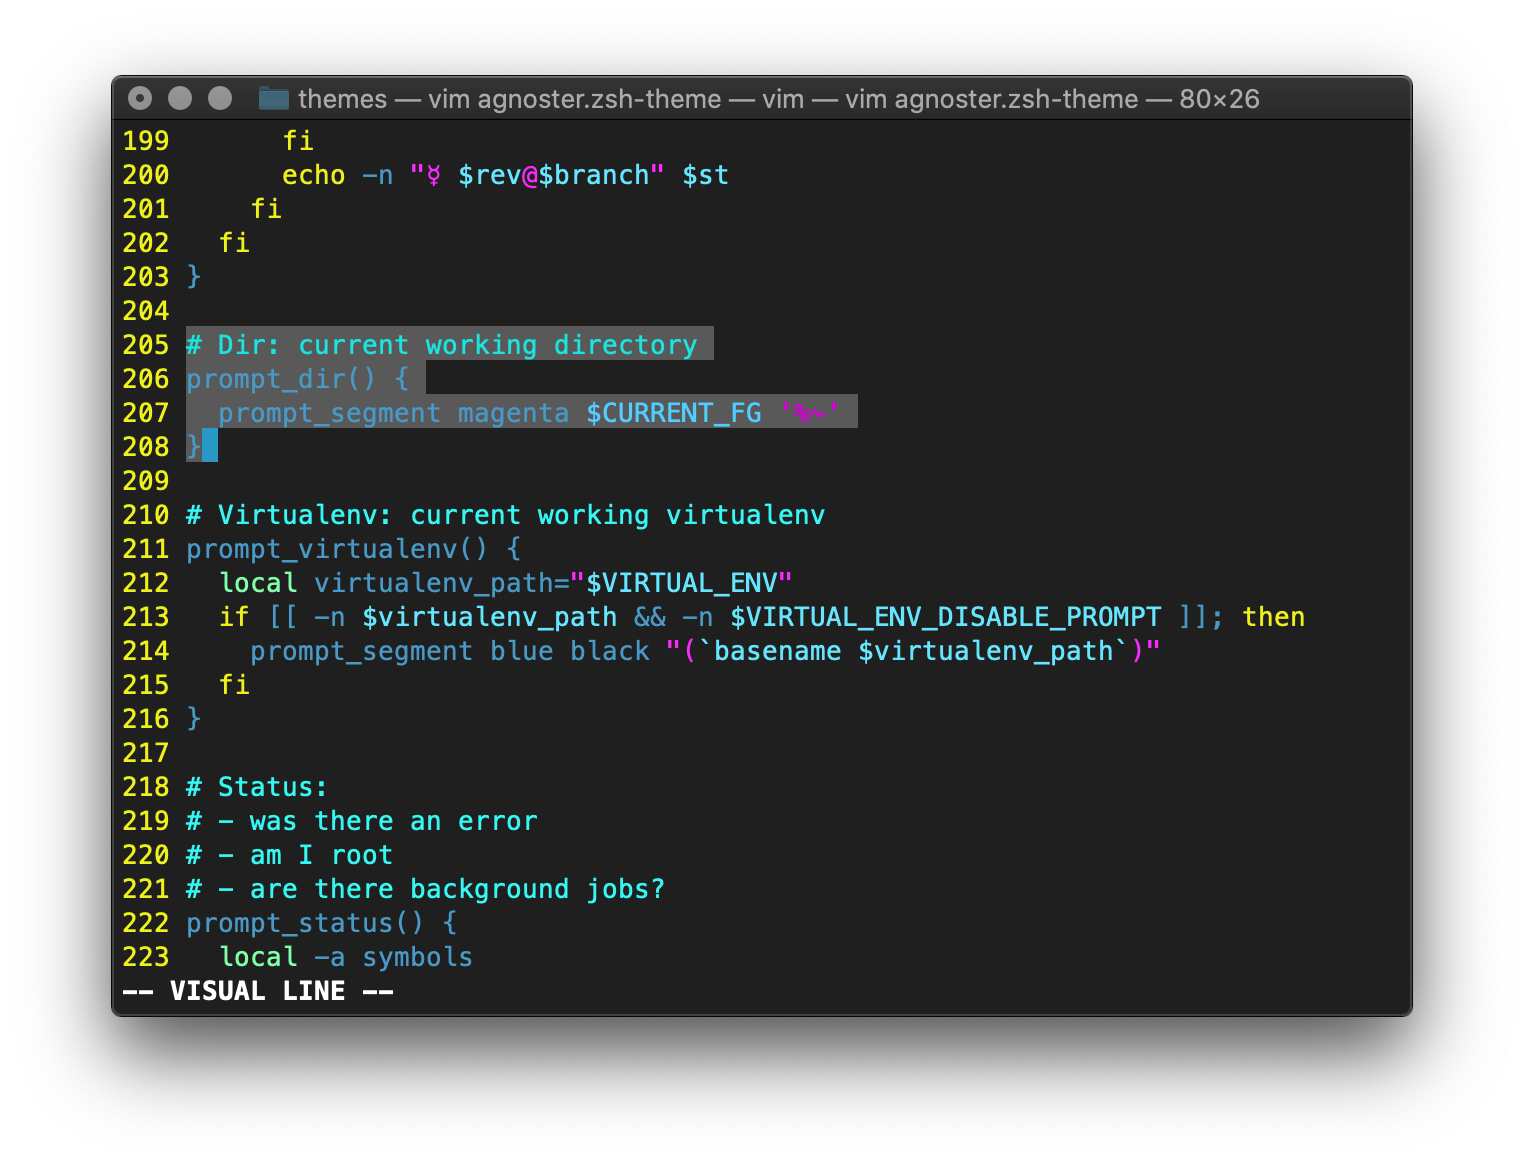 themes — vim agnoster.zsh-theme — vim — vim agnoster.zsh-theme — 80×26
199       fi
200       echo -n "☿ $rev@$branch" $st
201     fi
202   fi
203 }
204
205 # Dir: current working directory
206 prompt_dir() {
207   prompt_segment magenta $CURRENT_FG '%~'
208 }
209
210 # Virtualenv: current working virtualenv
211 prompt_virtualenv() {
212   local virtualenv_path="$VIRTUAL_ENV"
213   if [[ -n $virtualenv_path && -n $VIRTUAL_ENV_DISABLE_PROMPT ]]; then
214     prompt_segment blue black "(`basename $virtualenv_path`)"
215   fi
216 }
217
218 # Status:
219 # - was there an error
220 # - am I root
221 # - are there background jobs?
222 prompt_status() {
223   local -a symbols
-- VISUAL LINE --